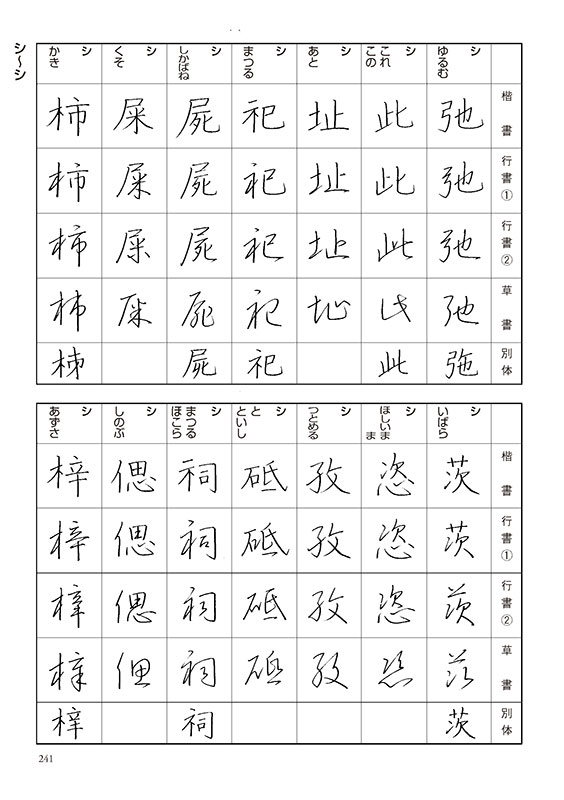 シ〜シ
楷書 行書① 行書② 草書 別体
シ ゆるむ 弛 弛 弛 弛
シ これ この 此 此 此 此 此
シ あと 址 址 址 址
シ まつる 祀 祀 祀 祀 祀
シ しかばね 屍 屍 屍 屍 屍
シ くそ 屎 屎 屎 屎
シ かき 柿 柿 柿 柿
楷書 行書① 行書② 草書 別体
シ いばら 茨 茨 茨 茨 茨
シ ほしいまま 恣 恣 恣 恣
シ つとめる 孜 孜 孜 孜
シ と といし 砥 砥 砥 砥
シ まつる ほこら 祠 祠 祠 祠 祠
シ しのぶ 偲 偲 偲 偲
シ あずさ 梓 梓 梓 梓 梓
241